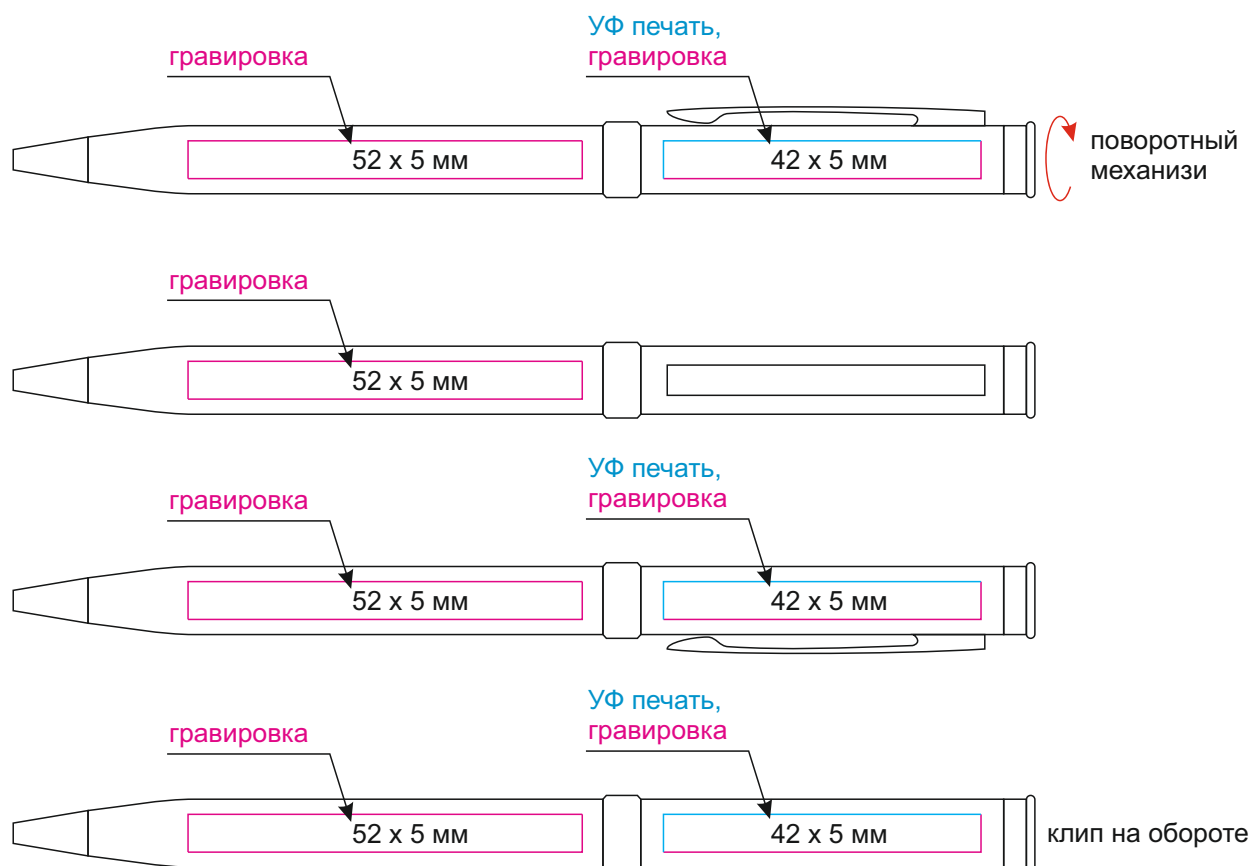 гравировка
УФ печать,
гравировка
52 х 5 мм
42 х 5 мм
поворотный
механизи
гравировка
52 х 5 мм
гравировка
УФ печать,
гравировка
52 х 5 мм
42 х 5 мм
гравировка
УФ печать,
гравировка
52 х 5 мм
42 х 5 мм
клип на обороте